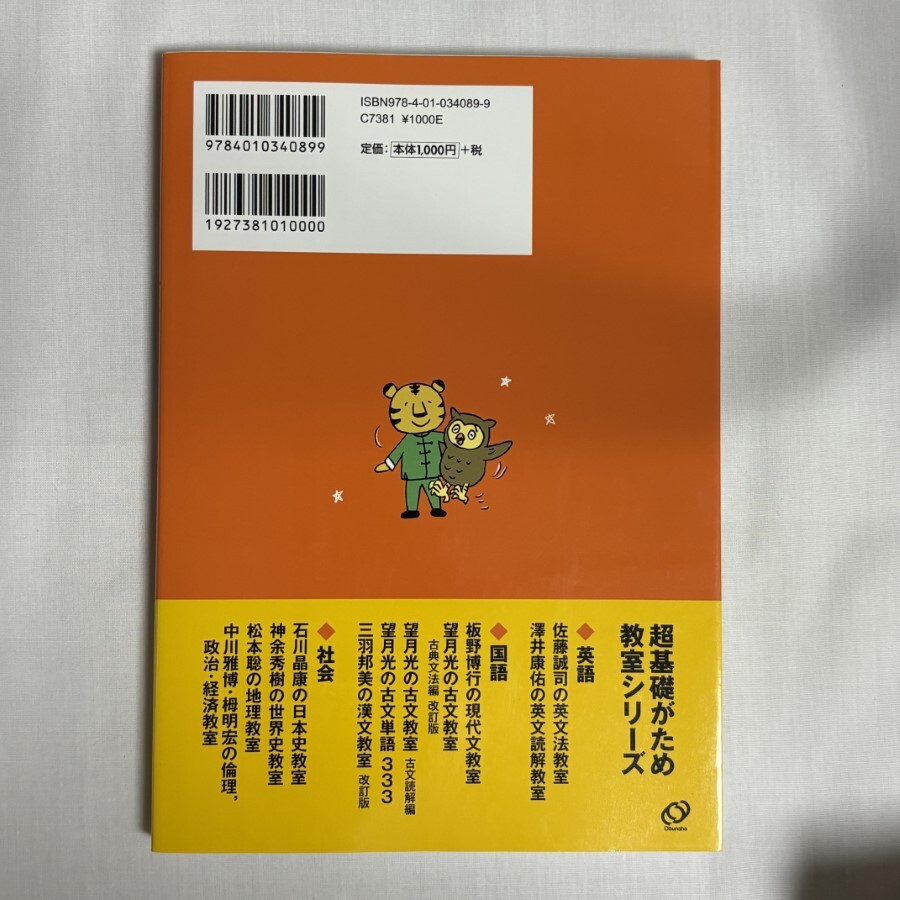 ISBN978-4-01-034089-9
C7381 ¥1000E
定価：本体1,000円+税
9784010340899
1927381010000
超基礎がため
教室シリーズ
◆英語
佐藤誠司の英文法教室
澤井康佑の英文読解教室
◆国語
板野博行の現代文教室
望月光の古文教室
古典文法編 改訂版
望月光の古文教室 古文読解編
望月光の古文単語333
三羽邦美の漢文教室 改訂版
◆社会
石川晶康の日本史教室
神余秀樹の世界史教室
松本聡の地理教室
中川雅博・栂明宏の倫理，
政治・経済教室
Obunsha